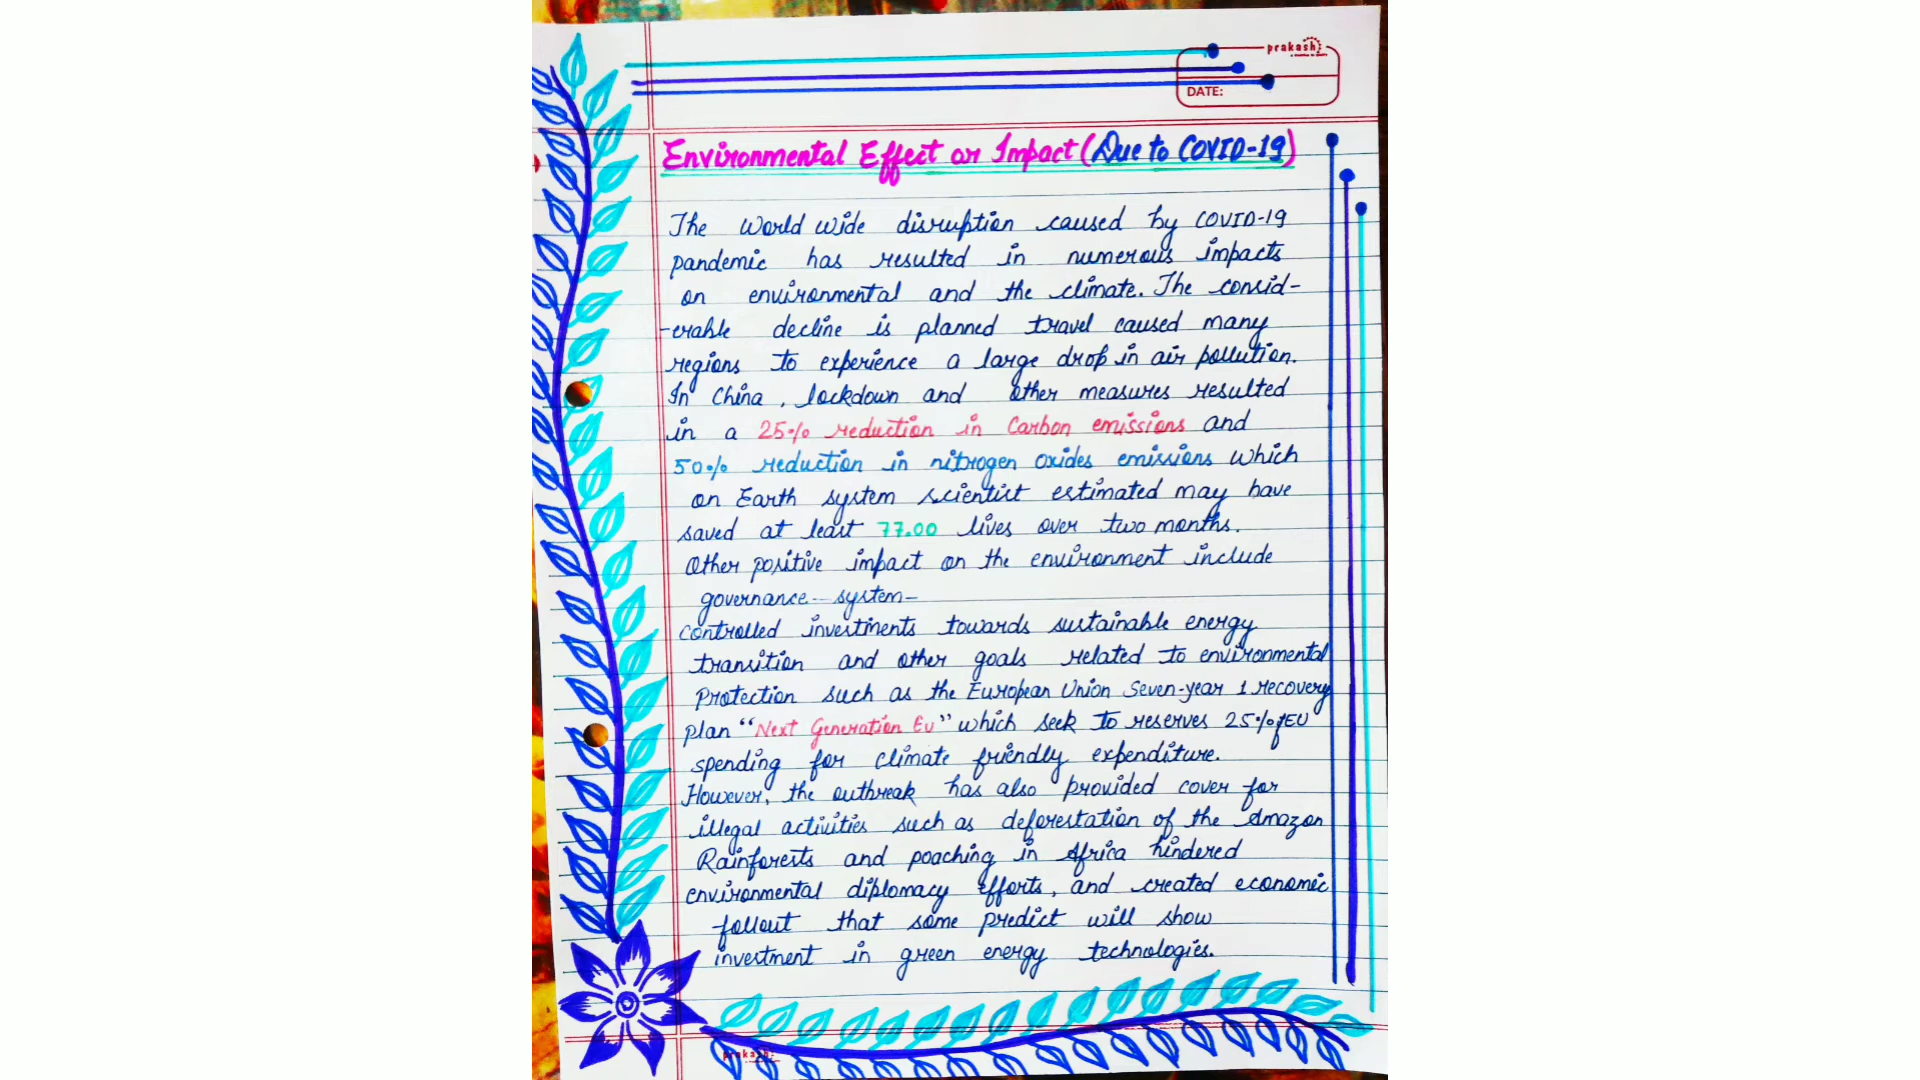 prakash
DATE:
Environmental Effect or Impact (Due to COVID-19)
The World wide disruption caused by COVID-19
pandemic has resulted in numerous impacts
on environmental and the climate. The consid-
-erable decline is planned travel caused many
regions to experience a large drop in air pollution.
In China, lockdown and other measures resulted
in a 25% reduction in Carbon emissions and
50% reduction in nitrogen oxides emissions which
on Earth system scientist estimated may have
saved at least 77.00 lives over two months.
Other positive impact on the environment include
governance--system-
controlled investments towards sustainable energy
transition and other goals related to environmental
Protection such as the European Union Seven-year 1 recovery
plan "Next Generation Eu" which seek to reserves 25% of EU
spending for climate friendly expenditure.
However, the outbreak has also provided cover for
illegal activities such as deforestation of the Amazon
Rainforests and poaching in Africa hindered
environmental diplomacy efforts, and created economic
follout that some predict will show
investment in green energy technologies.
prakash